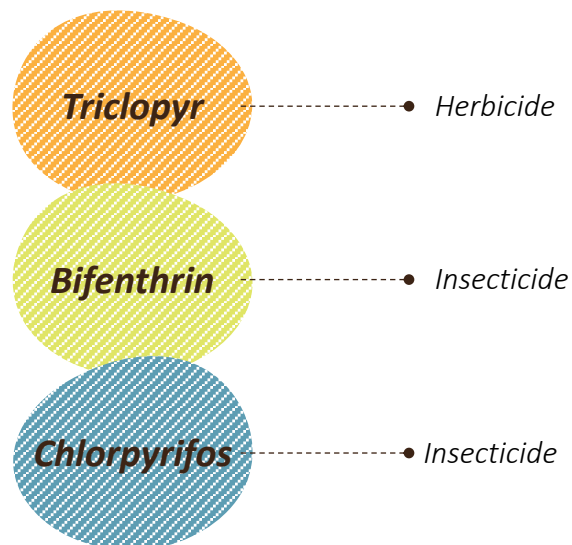 Triclopyr Herbicide
Bifenthrin Insecticide
Chlorpyrifos Insecticide